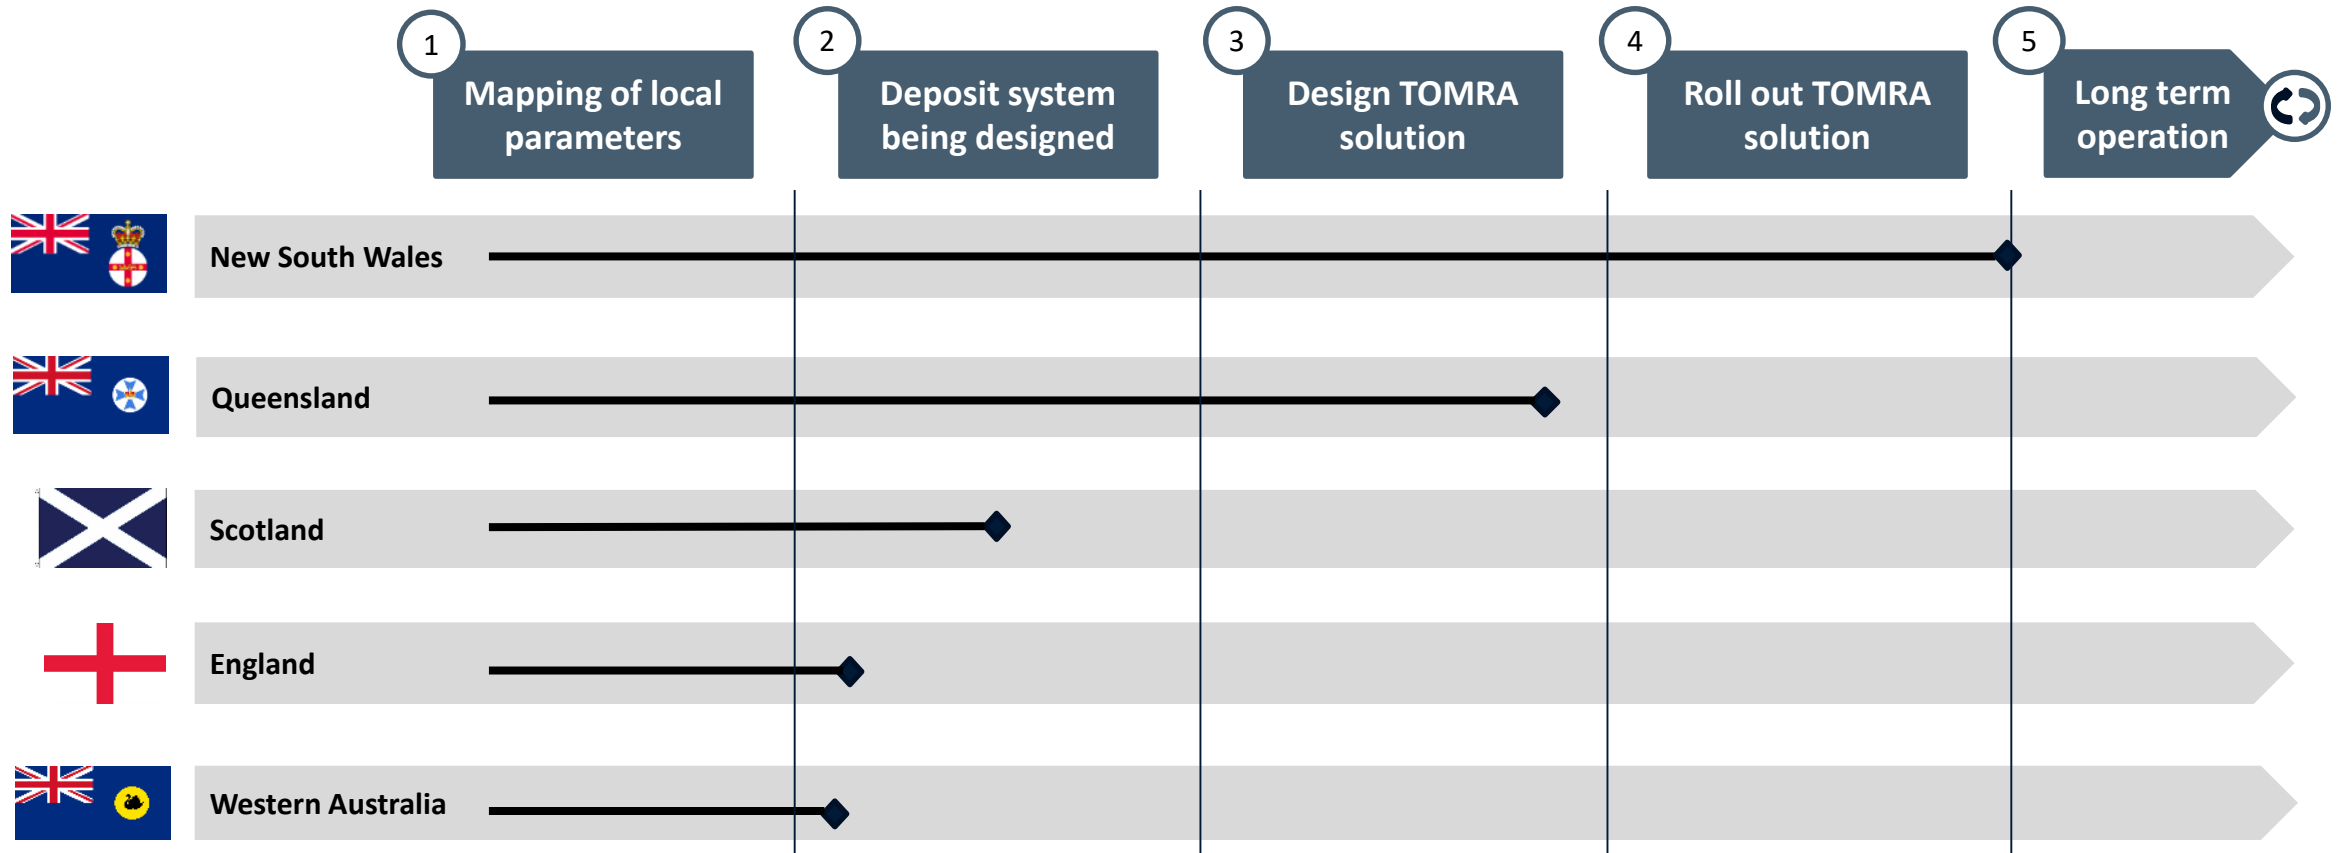 1
Mapping of local
parameters
2
Deposit system
being designed
3
Design TOMRA
solution
4
Roll out TOMRA
solution
5
Long term
operation
New South Wales
Queensland
Scotland
England
Western Australia